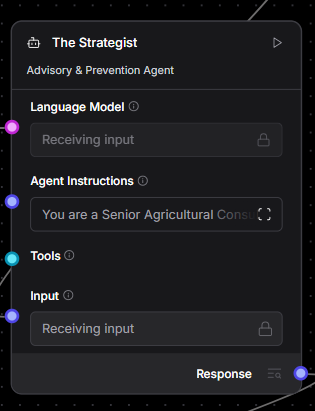 The Strategist
Advisory & Prevention Agent
Language Model
Receiving input
Agent Instructions
You are a Senior Agricultural Consu
Tools
Input
Receiving input
Response